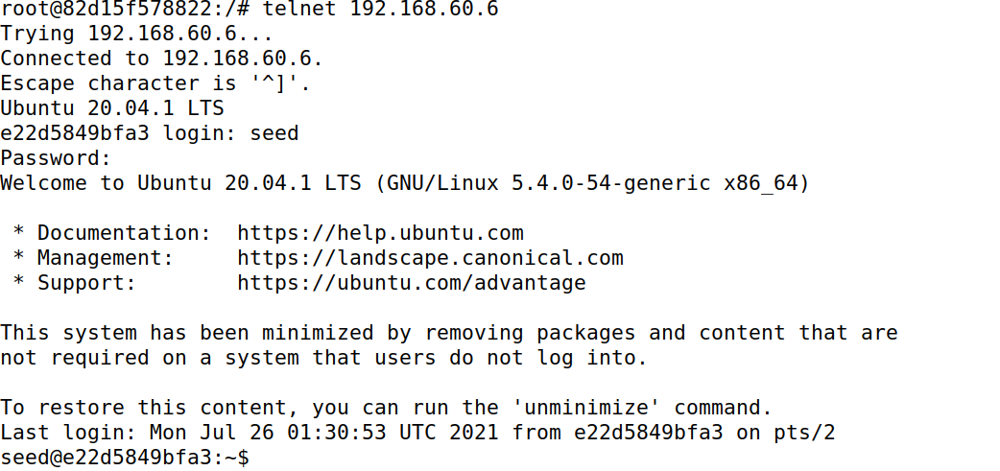 root@82d15f578822:/# telnet 192.168.60.6
Trying 192.168.60.6...
Connected to 192.168.60.6.
Escape character is '^]'.
Ubuntu 20.04.1 LTS
e22d5849bfa3 login: seed
Password:
Welcome to Ubuntu 20.04.1 LTS (GNU/Linux 5.4.0-54-generic x86_64)

 * Documentation:  https://help.ubuntu.com
 * Management:     https://landscape.canonical.com
 * Support:        https://ubuntu.com/advantage

This system has been minimized by removing packages and content that are
not required on a system that users do not log into.

To restore this content, you can run the 'unminimize' command.
Last login: Mon Jul 26 01:30:53 UTC 2021 from e22d5849bfa3 on pts/2
seed@e22d5849bfa3:~$